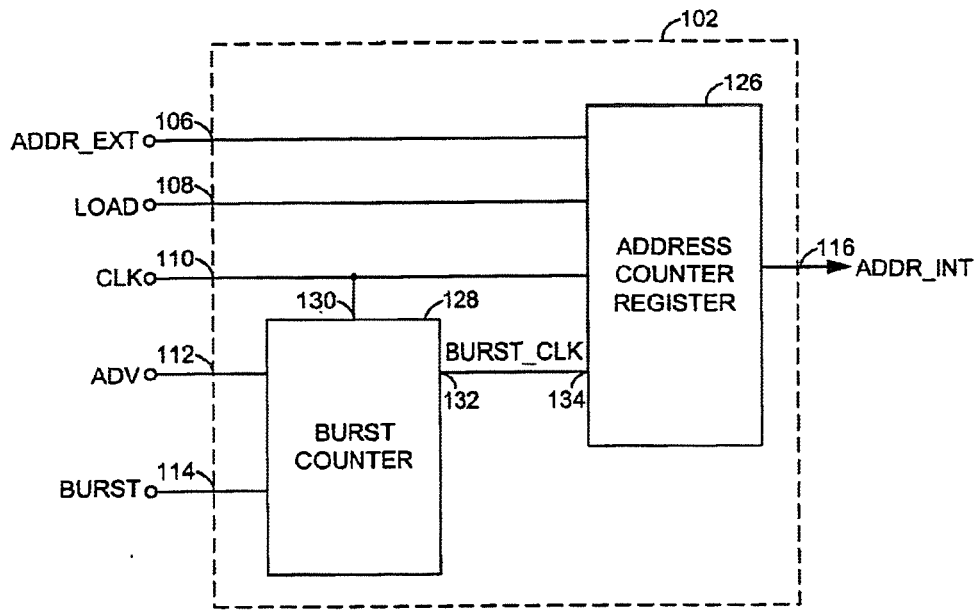 102
126
106
ADDR_EXT
108
LOAD
110
CLK
ADDRESS
COUNTER
REGISTER
116
ADDR_INT
130
128
112
ADV
BURST_CLK
132
134
BURST
COUNTER
114
BURST